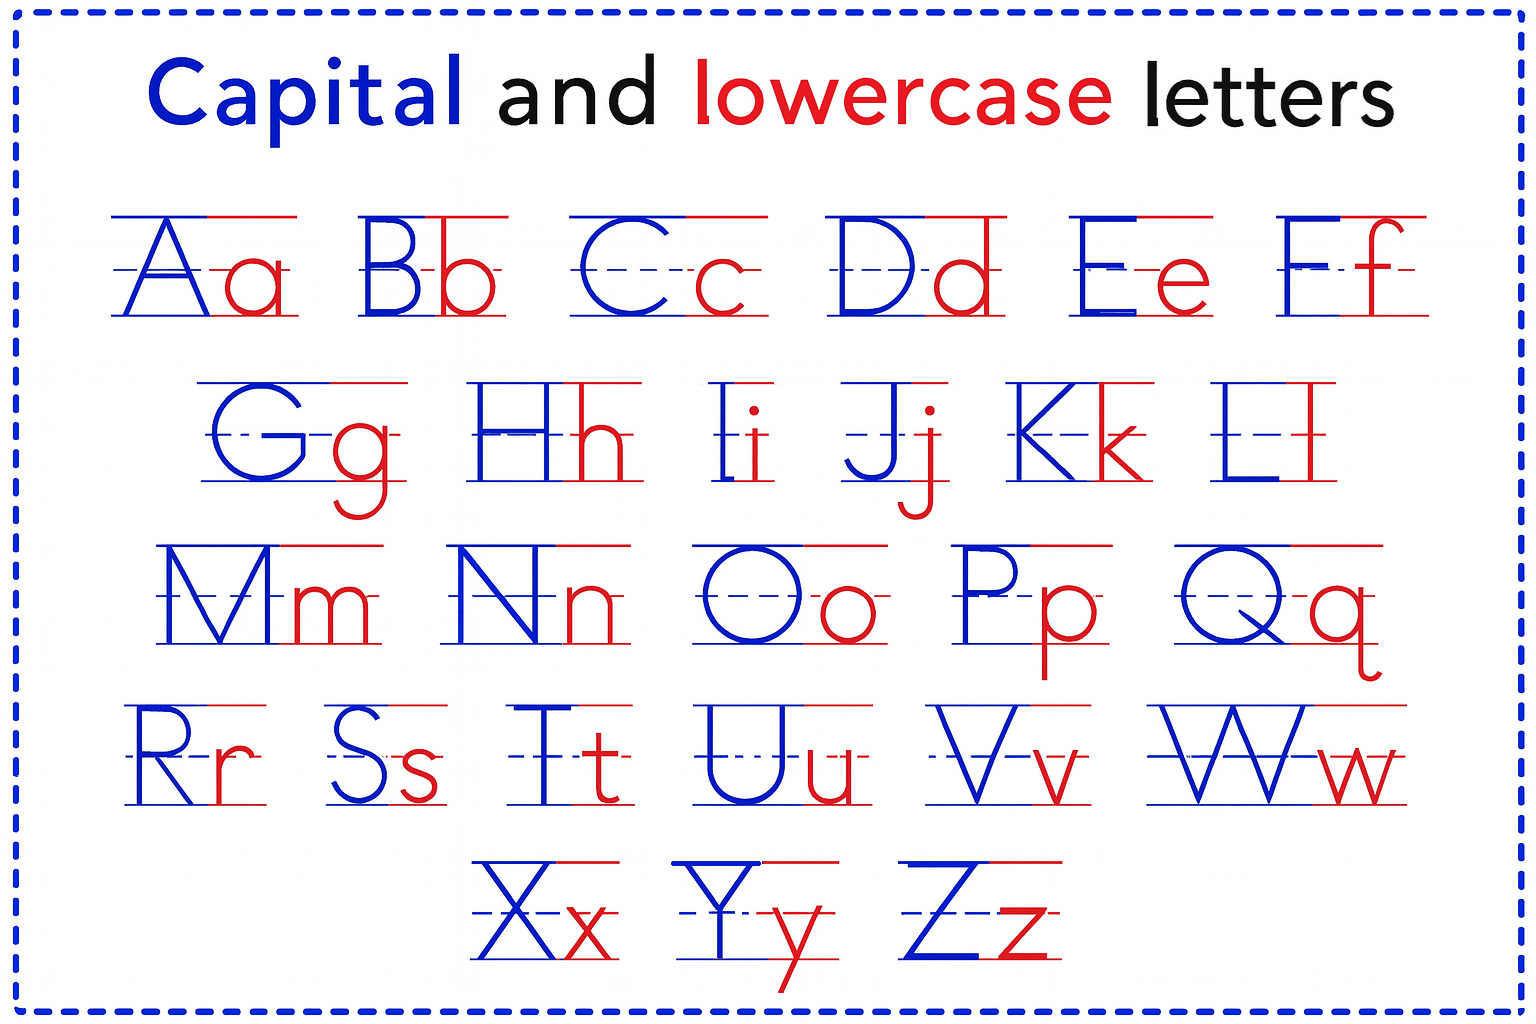 Capital and lowercase letters
Aa Bb Cc Dd Ee Ff
Gg Hh Ii Jj Kk Ll
Mm Nn Oo Pp Qq
Rr Ss Tt Uu Vv Ww
Xx Yy Zz